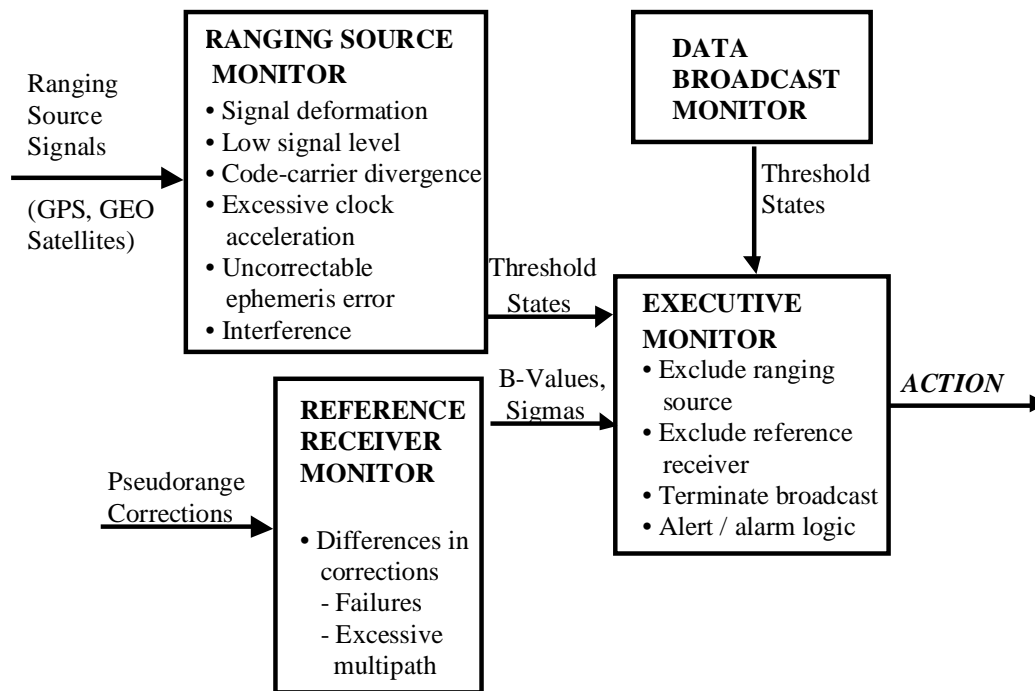 Ranging
Source
Signals
(GPS, GEO
Satellites)
RANGING SOURCE
MONITOR
• Signal deformation
• Low signal level
• Code-carrier divergence
• Excessive clock
acceleration
• Uncorrectable
ephemeris error
• Interference
DATA
BROADCAST
MONITOR
Threshold
States
Threshold
States
EXECUTIVE
MONITOR
• Exclude ranging
source
• Exclude reference
receiver
• Terminate broadcast
• Alert / alarm logic
ACTION
B-Values,
Sigmas
Pseudorange
Corrections
REFERENCE
RECEIVER
MONITOR
• Differences in
corrections
- Failures
- Excessive
multipath